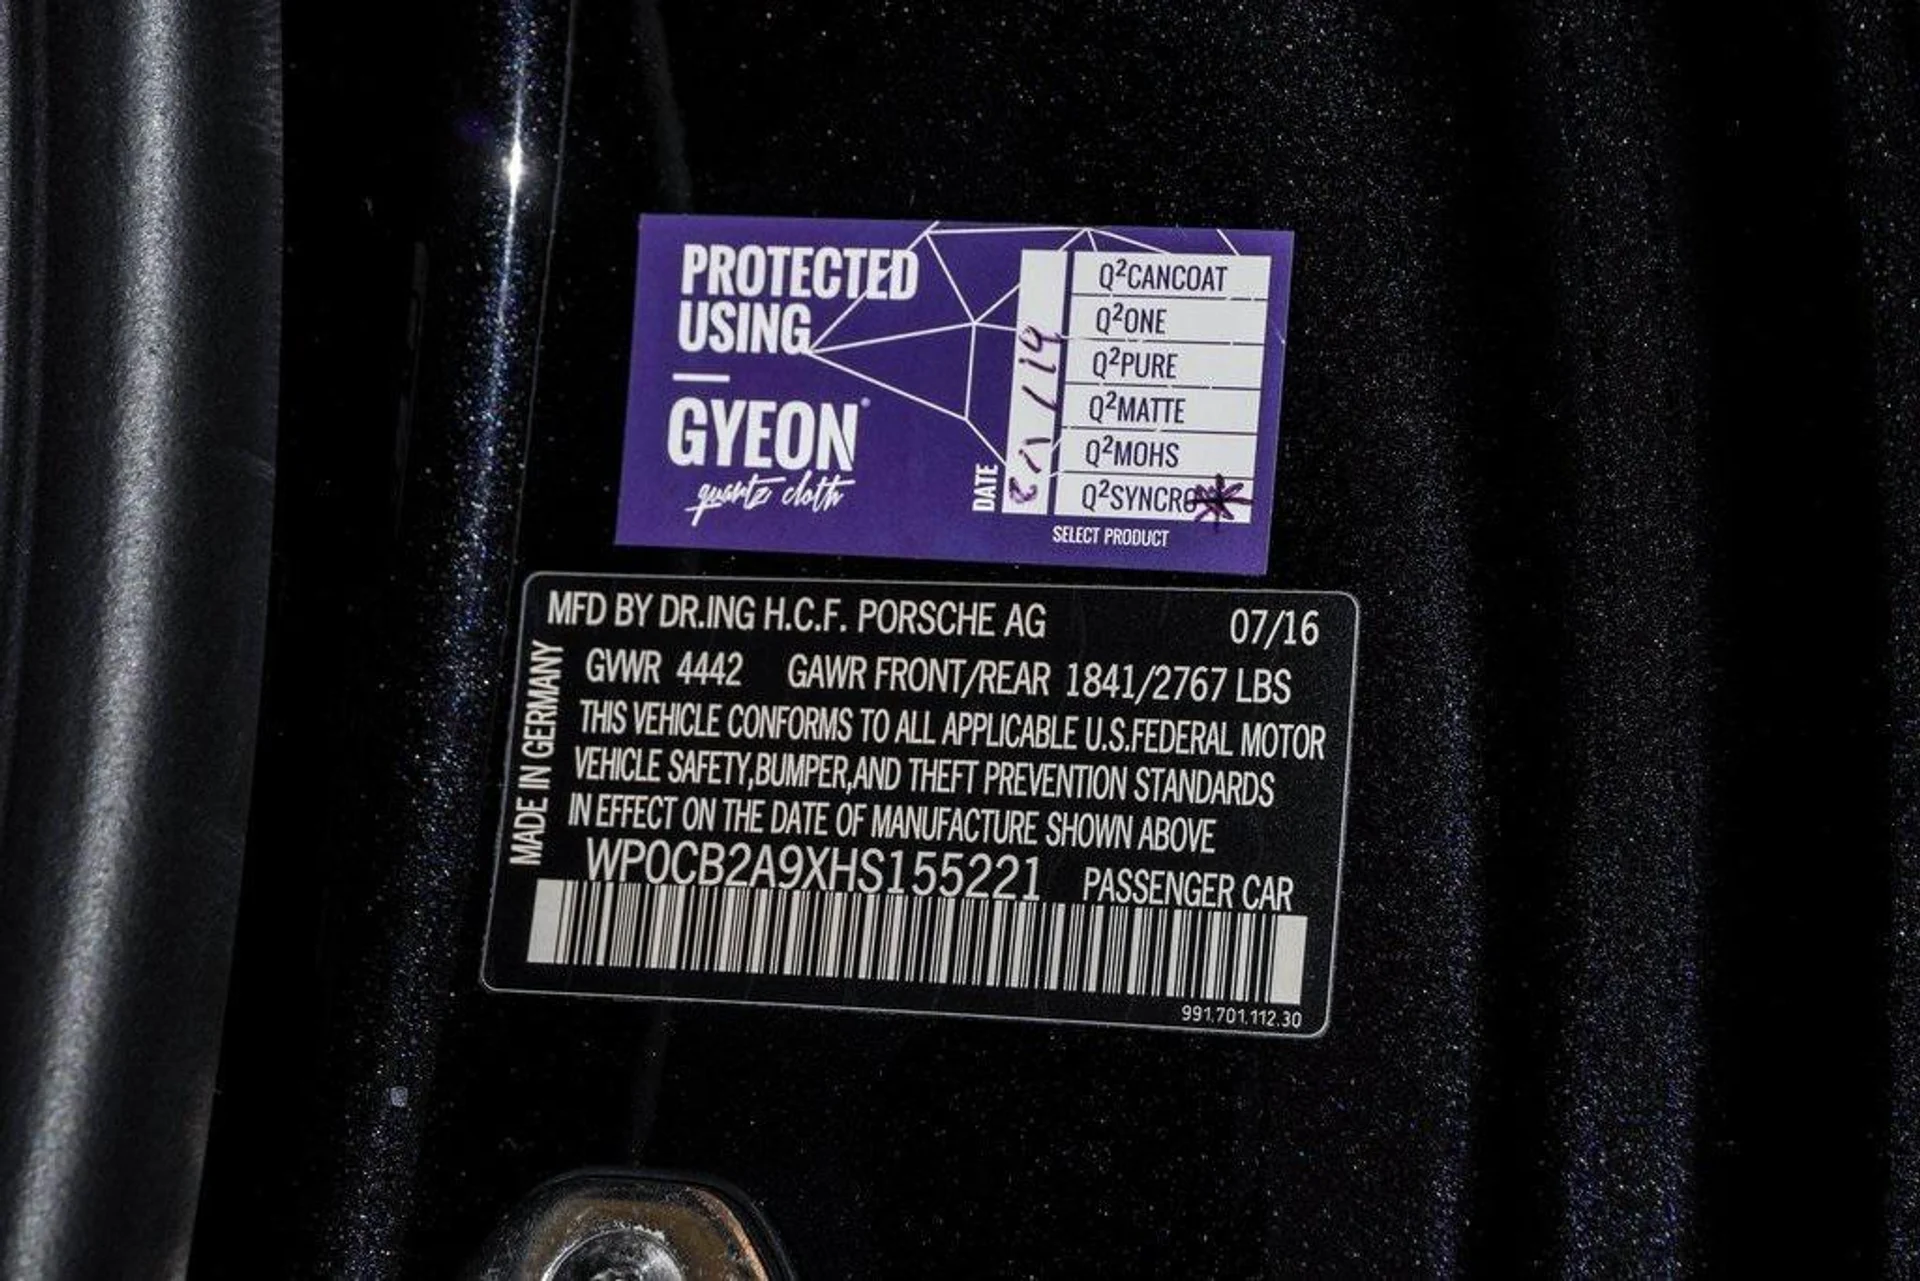 PROTECTED
USING
GYEON®
quartz cloth
DATE
Q²CANCOAT
Q²ONE
Q²PURE
Q²MATTE
Q²MOHS
Q²SYNCRO
SELECT PRODUCT
MFD BY DR.ING H.C.F. PORSCHE AG 07/16
MADE IN GERMANY
GVWR 4442 GAWR FRONT/REAR 1841/2767 LBS
THIS VEHICLE CONFORMS TO ALL APPLICABLE U.S.FEDERAL MOTOR
VEHICLE SAFETY,BUMPER,AND THEFT PREVENTION STANDARDS
IN EFFECT ON THE DATE OF MANUFACTURE SHOWN ABOVE
WP0CB2A9XHS155221 PASSENGER CAR
991.701.112.30